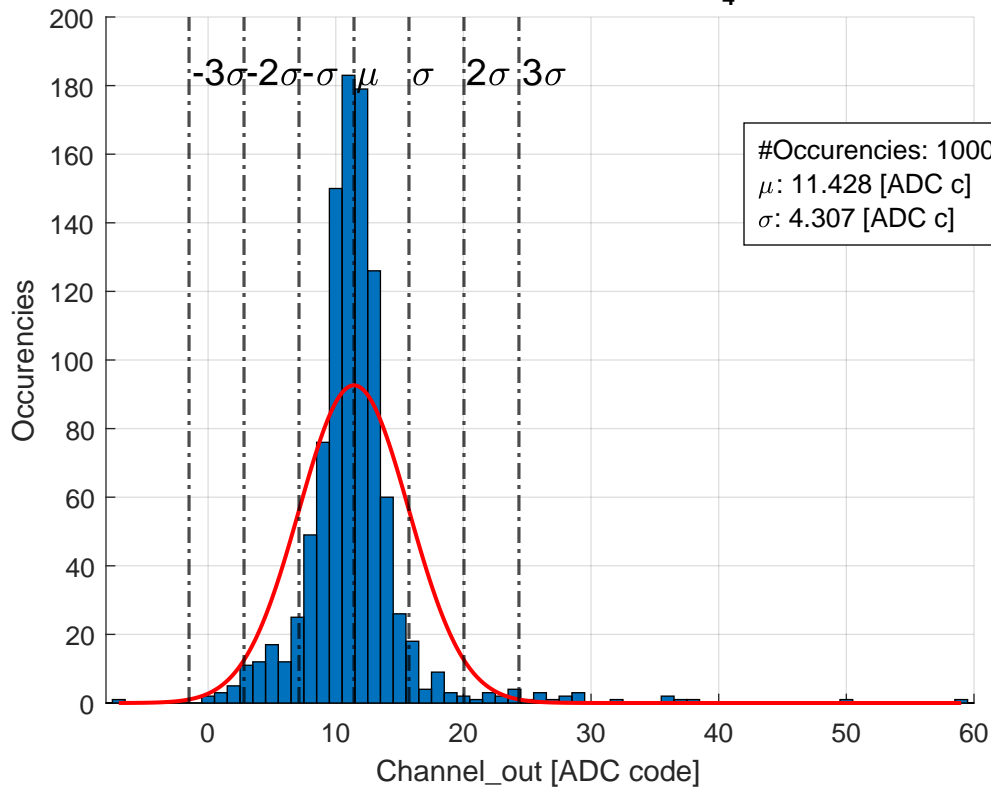 4
200
180
160
140
120
100
80
60
40
20
0
Occurencies
-3σ -2σ -σ μ σ 2σ 3σ
#Occurencies: 1000
μ: 11.428 [ADC c]
σ: 4.307 [ADC c]
0 10 20 30 40 50 60
Channel_out [ADC code]